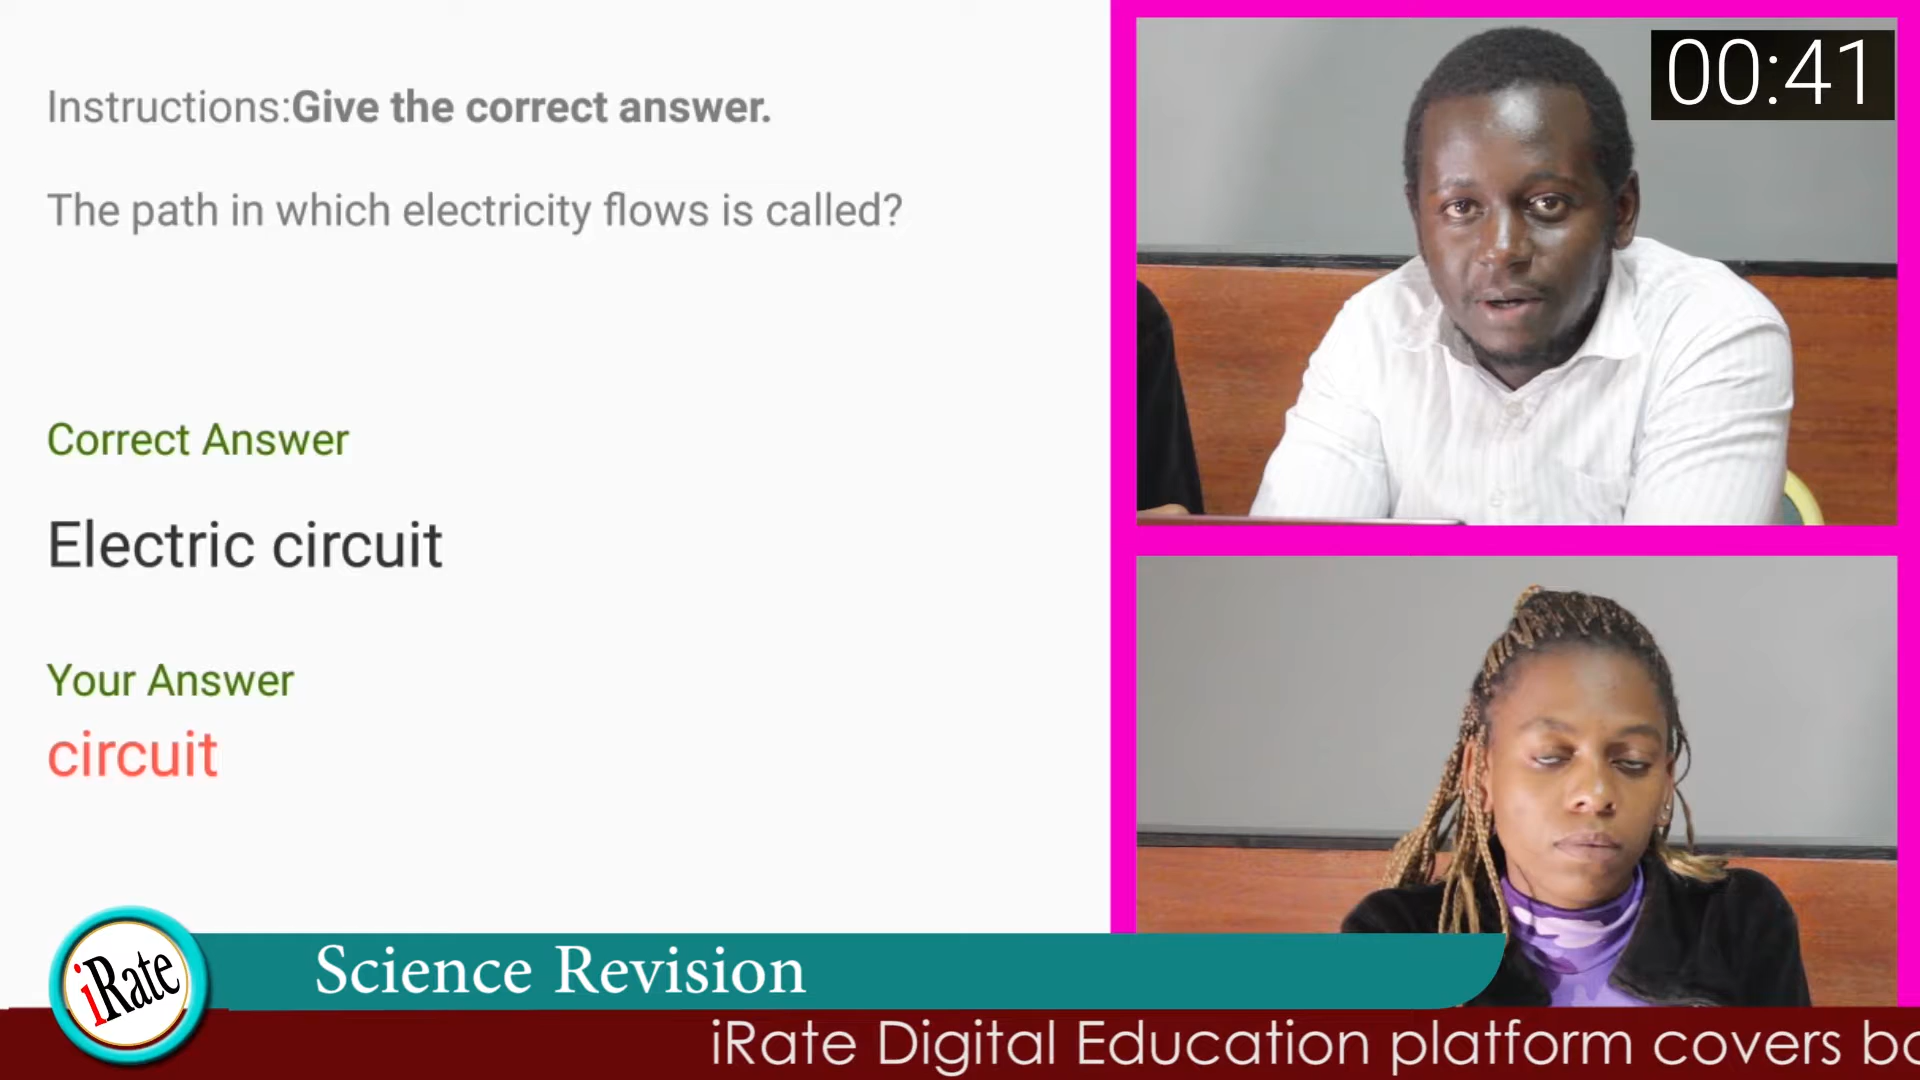 Instructions:Give the correct answer.
The path in which electricity flows is called?
Correct Answer
Electric circuit
Your Answer
circuit
00:41
iRate
Science Revision
iRate Digital Education platform covers